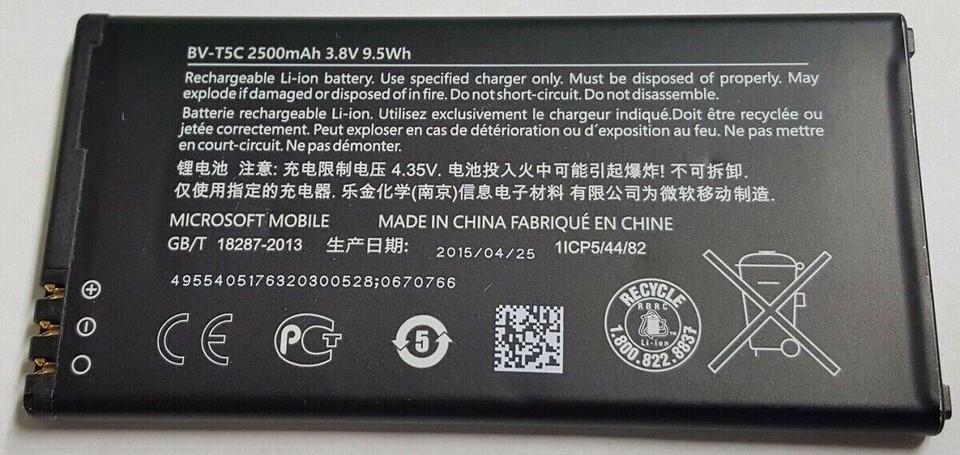 BV-T5C 2500mAh 3.8V 9.5Wh
Rechargeable Li-ion battery. Use specified charger only. Must be disposed of properly. May
explode if damaged or disposed of in fire. Do not short-circuit. Do not disassemble.
Batterie rechargeable Li-ion. Utilisez exclusivement le chargeur indiqué.Doit être recyclée ou
jetée correctement. Peut exploser en cas de détérioration ou d´exposition au feu. Ne pas mettre
en court-circuit. Ne pas démonter.
锂电池 注意: 充电限制电压 4.35V. 电池投入火中可能引起爆炸! 不可拆卸.
仅使用指定的充电器. 乐金化学(南京)信息电子材料 有限公司为微软移动制造.
MICROSOFT MOBILE MADE IN CHINA FABRIQUÉ EN CHINE
GB/T 18287-2013 生产日期: 2015/04/25 1ICP5/44/82
4955405176320300528;0670766
CE PCT 5
RECYCLE
RBRC
Li-ion
TM
1.800.822.8837